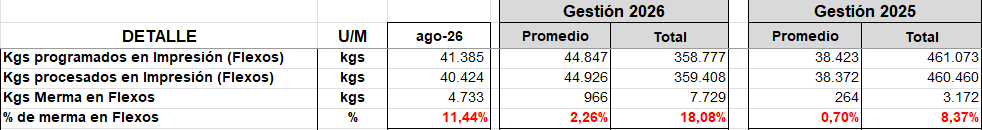 Gestión 2026 Gestión 2025
DETALLE U/M ago-26 Promedio Total Promedio Total
Kgs programados en Impresión (Flexos) kgs 41.385 44.847 358.777 38.423 461.073
Kgs procesados en Impresión (Flexos) kgs 40.424 44.926 359.408 38.372 460.460
Kgs Merma en Flexos kgs 4.733 966 7.729 264 3.172
% de merma en Flexos % 11,44% 2,26% 18,08% 0,70% 8,37%